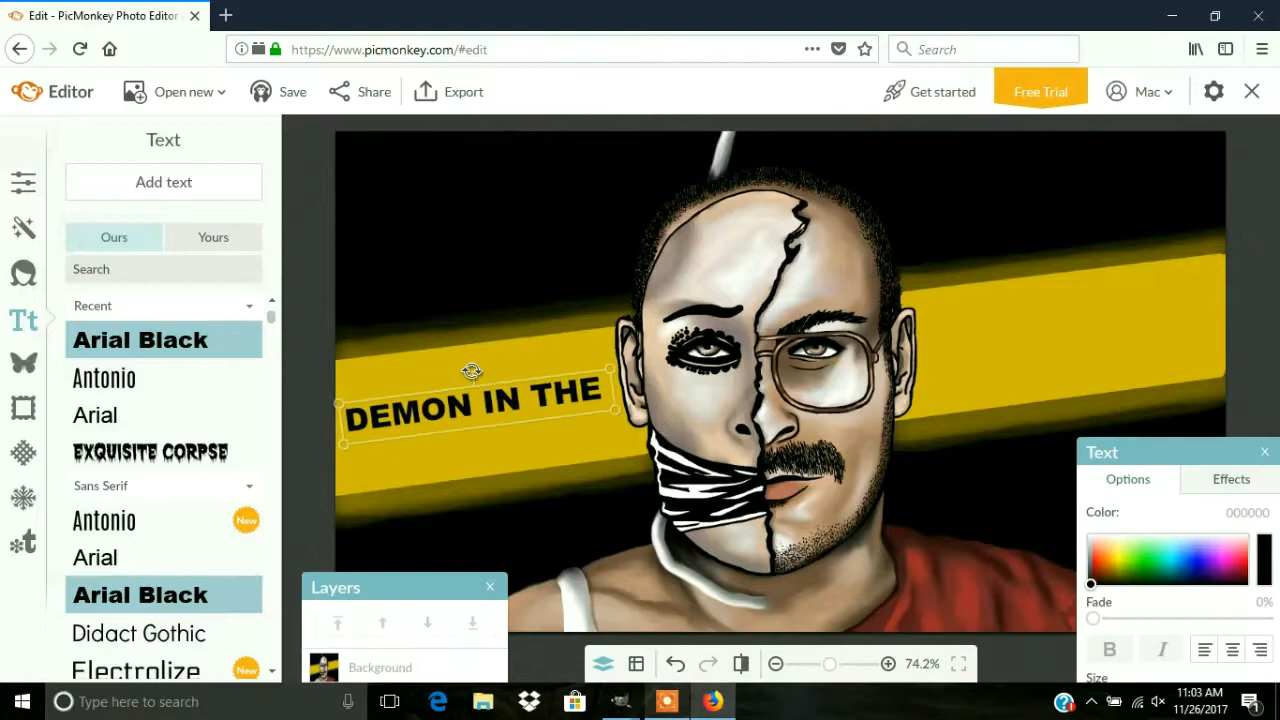 Edit - PicMonkey Photo Editor
https://www.picmonkey.com/#edit
Search
Editor
Open new
Save
Share
Export
Get started
Free Trial
Mac
Text
Add text
Ours
Yours
Search
Recent
Arial Black
Antonio
Arial
EXQUISITE CORPSE
Sans Serif
Antonio
New
Arial
Arial Black
Didact Gothic
Electrolize
New
Tt
t
DEMON IN THE
Layers
Background
74.2%
Text
Options
Effects
Color:
000000
Fade
0%
B
I
Size
Type here to search
11:03 AM
11/26/2017
1